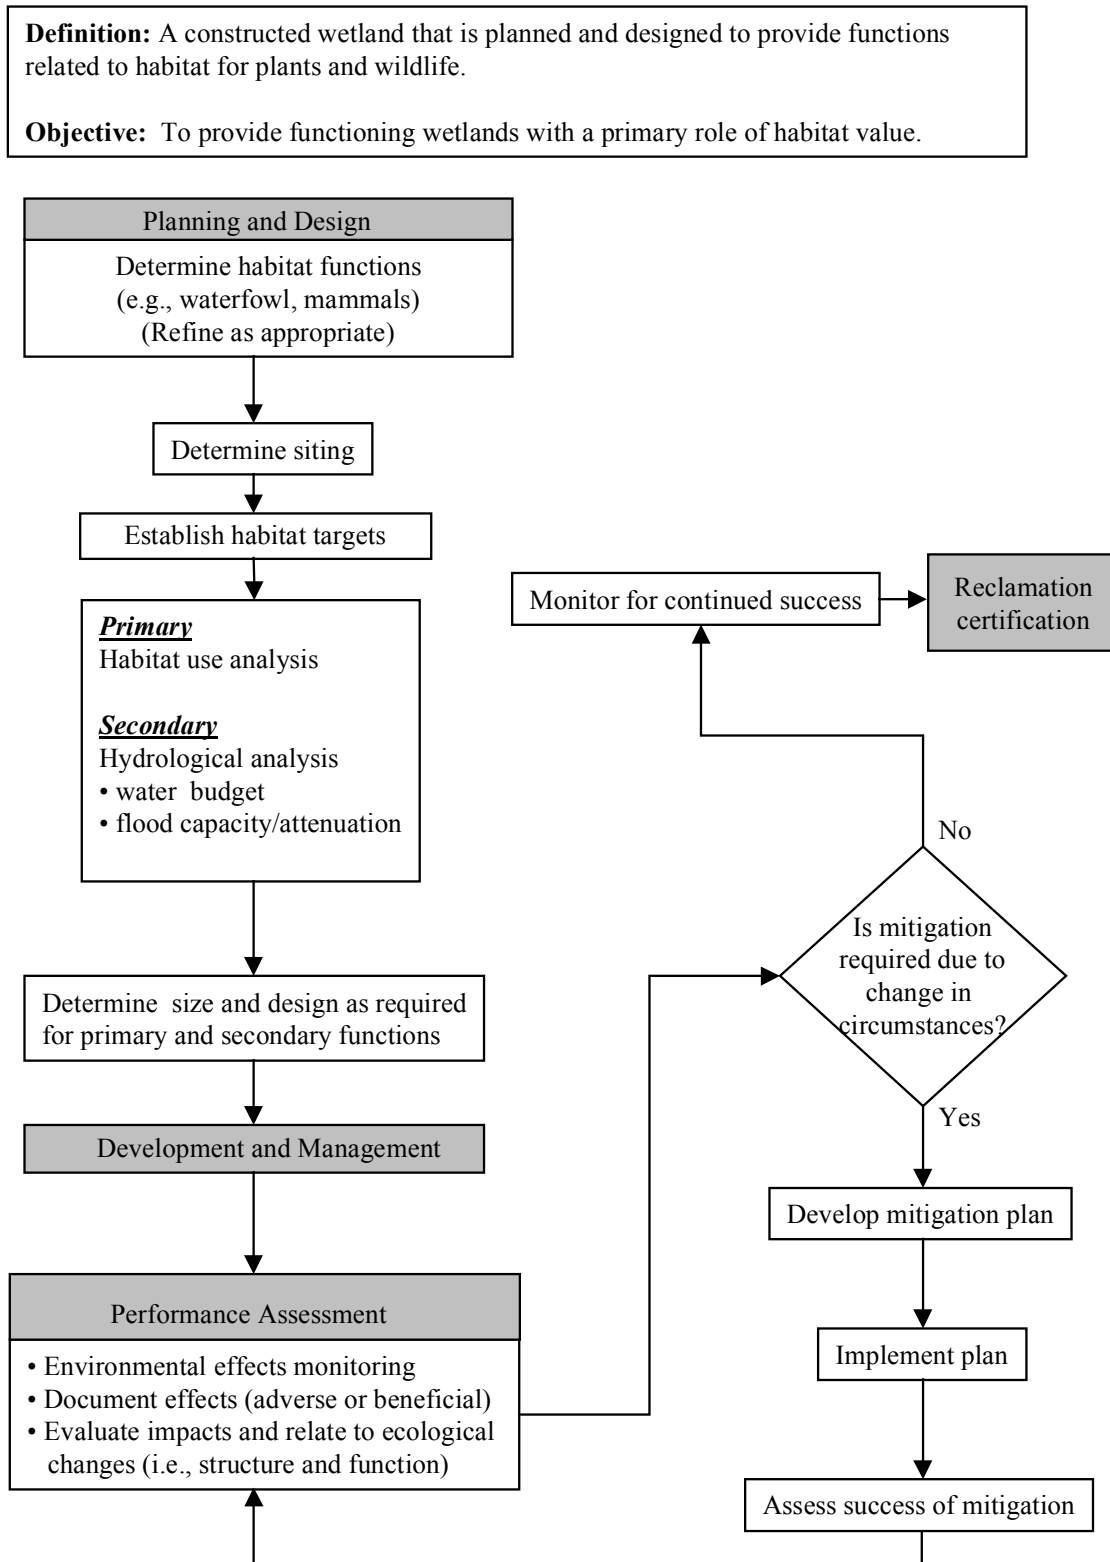 Definition: A constructed wetland that is planned and designed to provide functions
related to habitat for plants and wildlife.
Objective: To provide functioning wetlands with a primary role of habitat value.
Planning and Design
Determine habitat functions
(e.g., waterfowl, mammals)
(Refine as appropriate)
Determine siting
Establish habitat targets
Primary
Habitat use analysis
Secondary
Hydrological analysis
• water budget
• flood capacity/attenuation
Determine size and design as required
for primary and secondary functions
Development and Management
Performance Assessment
• Environmental effects monitoring
• Document effects (adverse or beneficial)
• Evaluate impacts and relate to ecological
changes (i.e., structure and function)
Is mitigation
required due to
change in
circumstances?
No
Monitor for continued success
Reclamation
certification
Yes
Develop mitigation plan
Implement plan
Assess success of mitigation